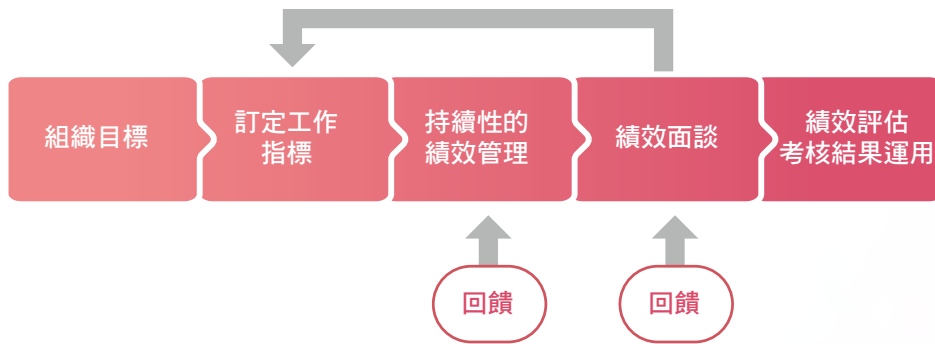 組織目標
訂定工作
指標
持續性的
績效管理
績效面談
績效評估
考核結果運用
回饋
回饋